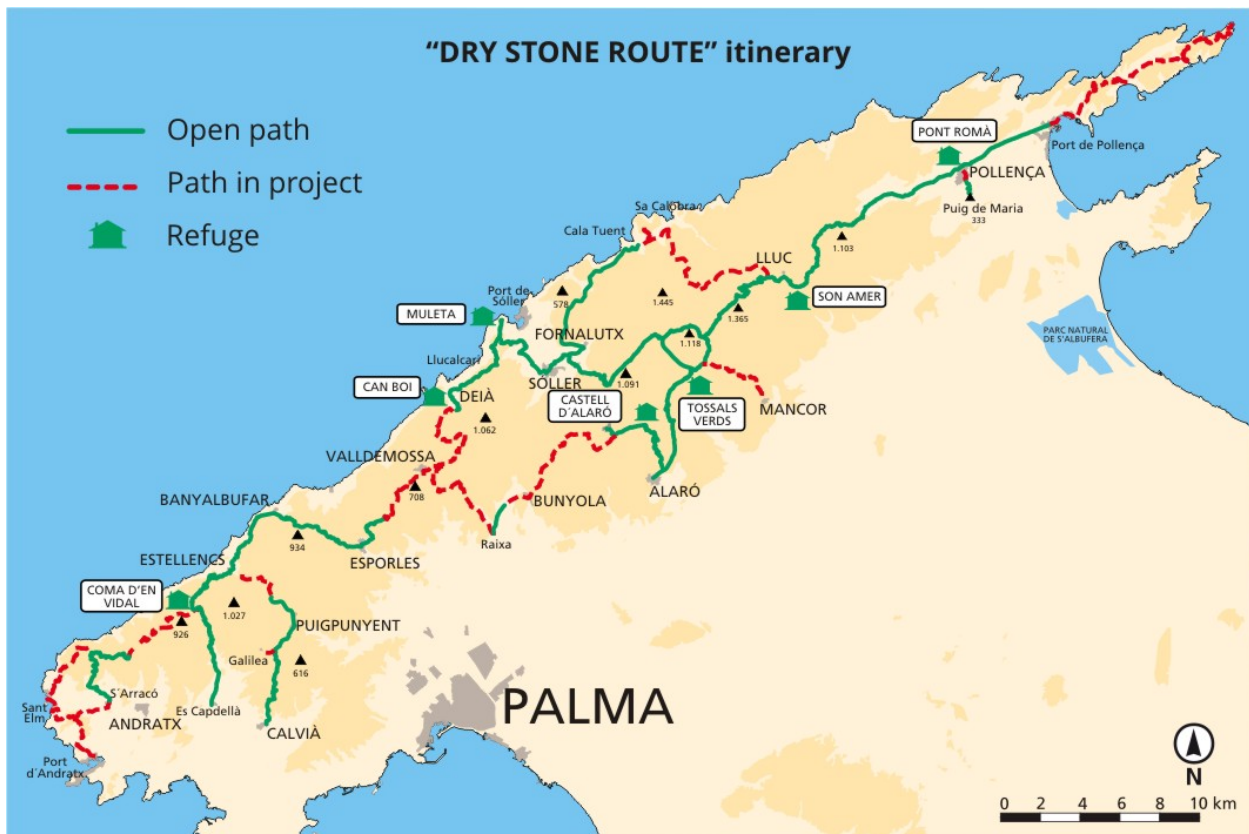 “DRY STONE ROUTE” itinerary
Open path
Path in project
Refuge
PONT ROMÀ
Port de Pollença
POLLENÇA
Puig de Maria
333
Sa Calobra
Cala Tuent
1.103
LLUC
SON AMER
Port de
Sóller
578
1.445
1.365
MULETA
FORNALUTX
1.118
PARC NATURAL
DE S'ALBUFERA
Llucalcari
SÓLLER
1.091
CAN BOI
DEIÀ
CASTELL
D´ALARÓ
TOSSALS
VERDS
MANCOR
1.062
VALLDEMOSSA
708
BUNYOLA
ALARÓ
BANYALBUFAR
934
Raixa
ESTELLENCS
ESPORLES
COMA D'EN
VIDAL
1.027
926
PUIGPUNYENT
Galilea
616
S´Arracó
Sant
Elm
ANDRATX
Es Capdellà
CALVIÀ
PALMA
Port
d´Andratx
N
0 2 4 6 8 10 km